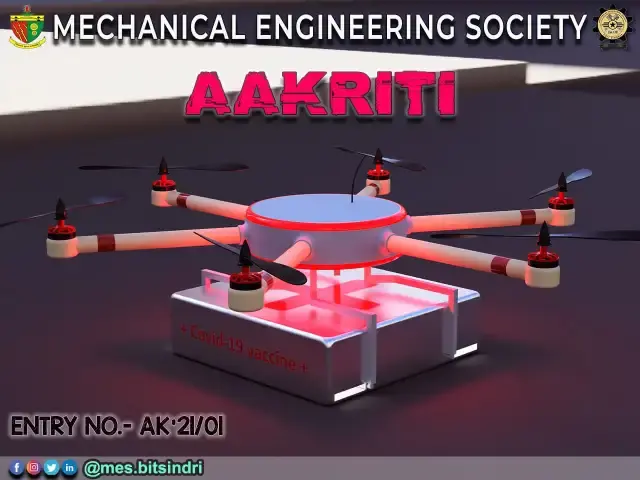 MECHANICAL ENGINEERING SOCIETY
AAKRITI
+ Covid-19 vaccine +
ENTRY NO.- AK'21/01
@mes.bitsindri